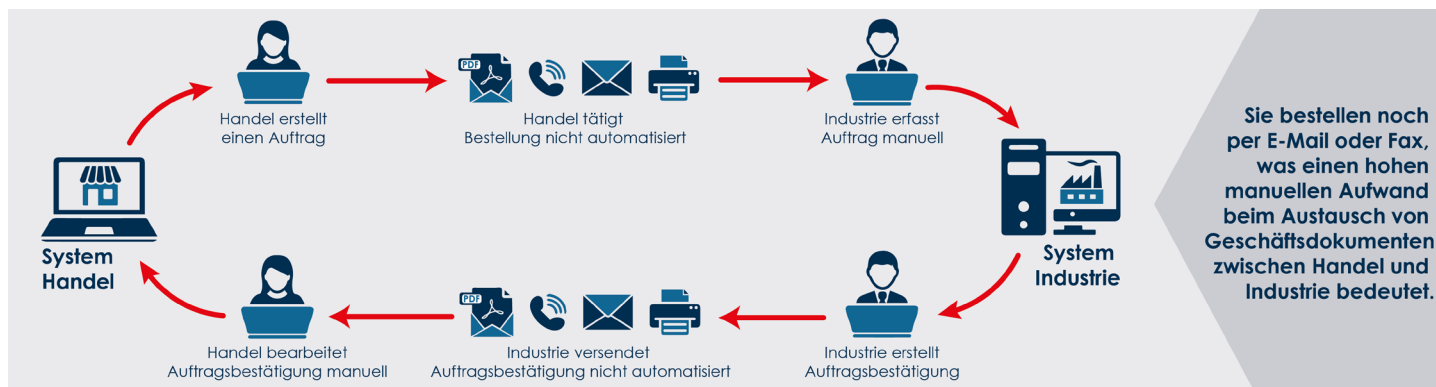 Handel erstellt
einen Auftrag
PDF
Handel tätigt
Bestellung nicht automatisiert
Industrie erfasst
Auftrag manuell
System
Handel
System
Industrie
Handel bearbeitet
Auftragsbestätigung manuell
PDF
Industrie versendet
Auftragsbestätigung nicht automatisiert
Industrie erstellt
Auftragsbestätigung
Sie bestellen noch
per E-Mail oder Fax,
was einen hohen
manuellen Aufwand
beim Austausch von
Geschäftsdokumenten
zwischen Handel und
Industrie bedeutet.